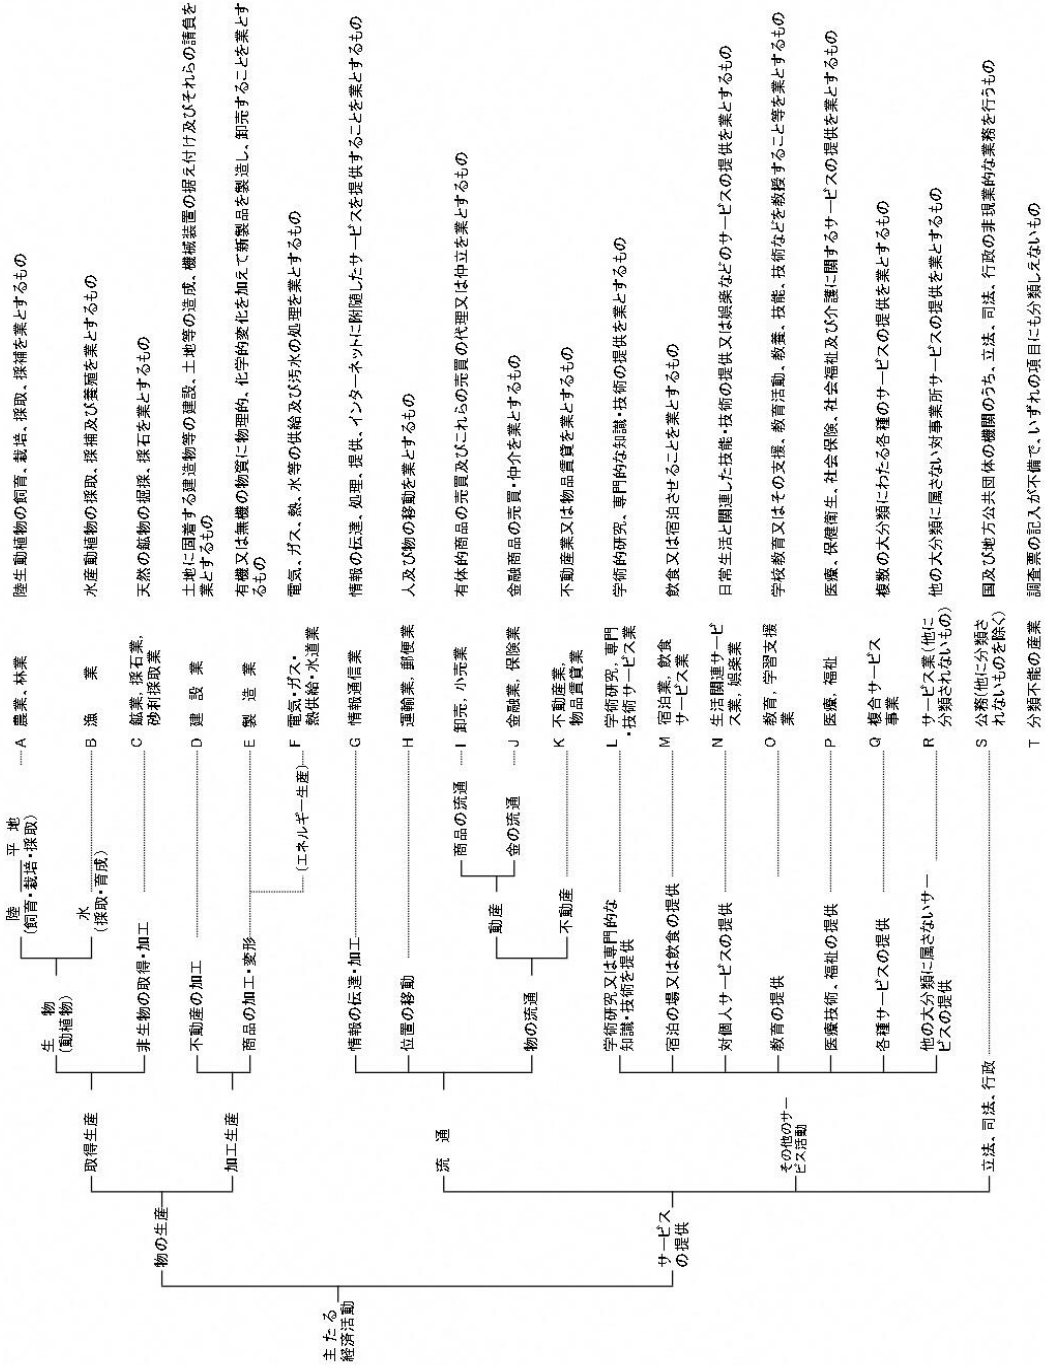 主たる
経済活動
物の生産
サービス
の提供
取得生産
加工生産
流　通
その他のサー
ビス活動
立法、司法、行政
生　物
(動植物)
非生物の取得・加工
不動産の加工
商品の加工・変形
情報の伝達・加工
位置の移動
物の流通
学術研究又は専門的な
知識・技術を提供
宿泊の場又は飲食の提供
対個人サービスの提供
教育の提供
医療技術、福祉の提供
各種サービスの提供
他の大分類に属さないサー
ビスの提供
陸　平　地
(飼育・栽培・採取)
水
(採取・育成)
(エネルギー生産)
動産
不動産
商品の流通
金の流通
A　農業、林業　陸生動植物の飼育、栽培、採取、採補を業とするもの
B　漁　業　水産動植物の採取、採捕及び養殖を業とするもの
C　鉱業，採石業，
砂利採取業　天然の鉱物の掘採、採石を業とするもの
D　建　設　業　土地に固着する建造物等の建設、土地等の造成、機械装置の据え付け及びそれらの請負を
業とするもの
E　製　造　業　有機又は無機の物質に物理的、化学的変化を加えて新製品を製造し、卸売することを業とす
るもの
F　電気・ガス・
熱供給・水道業　電気、ガス、熱、水等の供給及び汚水の処理を業とするもの
G　情報通信業　情報の伝達、処理、提供、インターネットに附随したサービスを提供することを業とするもの
H　運輸業，郵便業　人及び物の移動を業とするもの
I　卸売，小売業　有体的商品の売買及びこれらの売買の代理又は仲立を業とするもの
J　金融業，保険業　金融商品の売買・仲介を業とするもの
K　不動産業，
物品賃貸業　不動産業又は物品賃貸を業とするもの
L　学術研究，専門
・技術サービス業　学術的研究、専門的な知識・技術の提供を業とするもの
M　宿泊業，飲食
サービス業　飲食又は宿泊させることを業とするもの
N　生活関連サービ
ス業，娯楽業　日常生活と関連した技能・技術の提供又は娯楽などのサービスの提供を業とするもの
O　教育，学習支援
業　学校教育又はその支援、教育活動、教養、技能、技術などを教授すること等を業とするもの
P　医療，福祉　医療、保健衛生、社会保険、社会福祉及び介護に関するサービスの提供を業とするもの
Q　複合サービス
事業　複数の大分類にわたる各種のサービスの提供を業とするもの
R　サービス業(他に
分類されないもの)　他の大分類に属さない対事業所サービスの提供を業とするもの
S　公務(他に分類さ
れないものを除く)　国及び地方公共団体の機関のうち、立法、司法、行政の非現業的な業務を行うもの
T　分類不能の産業　調査票の記入が不備で、いずれの項目にも分類しえないもの